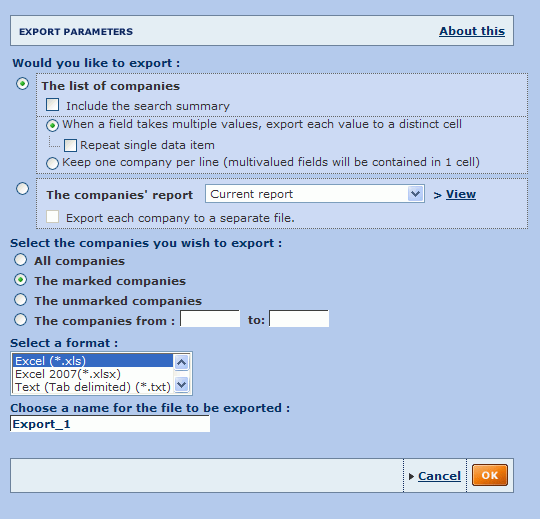 EXPORT PARAMETERS About this
Would you like to export :
The list of companies
Include the search summary
When a field takes multiple values, export each value to a distinct cell
Repeat single data item
Keep one company per line (multivalued fields will be contained in 1 cell)
The companies' report Current report > View
Export each company to a separate file.
Select the companies you wish to export :
All companies
The marked companies
The unmarked companies
The companies from : to:
Select a format :
Excel (*.xls)
Excel 2007(*.xlsx)
Text (Tab delimited) (*.txt)
Choose a name for the file to be exported :
Export_1
Cancel OK